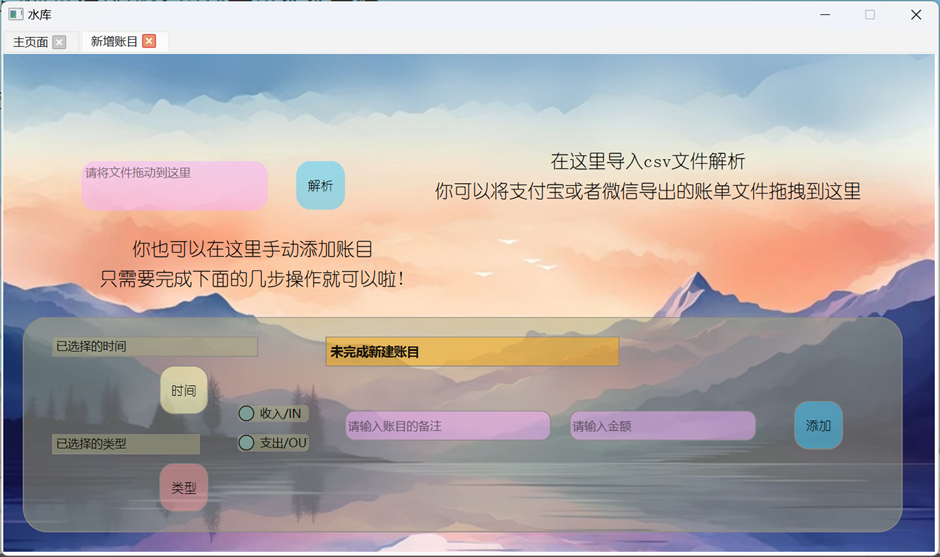 水库
主页面
新增账目
在这里导入csv文件解析
请将文件拖动到这里
解析
你可以将支付宝或者微信导出的账单文件拖拽到这里
你也可以在这里手动添加账目
只需要完成下面的几步操作就可以啦!
已选择的时间
未完成新建账目
时间
收入/IN
请输入账目的备注
请输入金额
添加
已选择的类型
支出/OU
类型